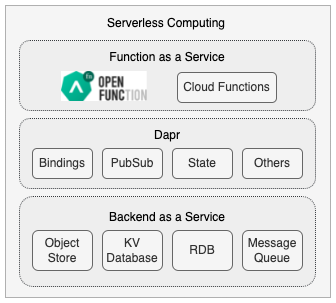 Serverless Computing
Function as a Service
fn
OPEN
FUNCTION
Cloud Functions
Dapr
Bindings
PubSub
State
Others
Backend as a Service
Object
Store
KV
Database
RDB
Message
Queue